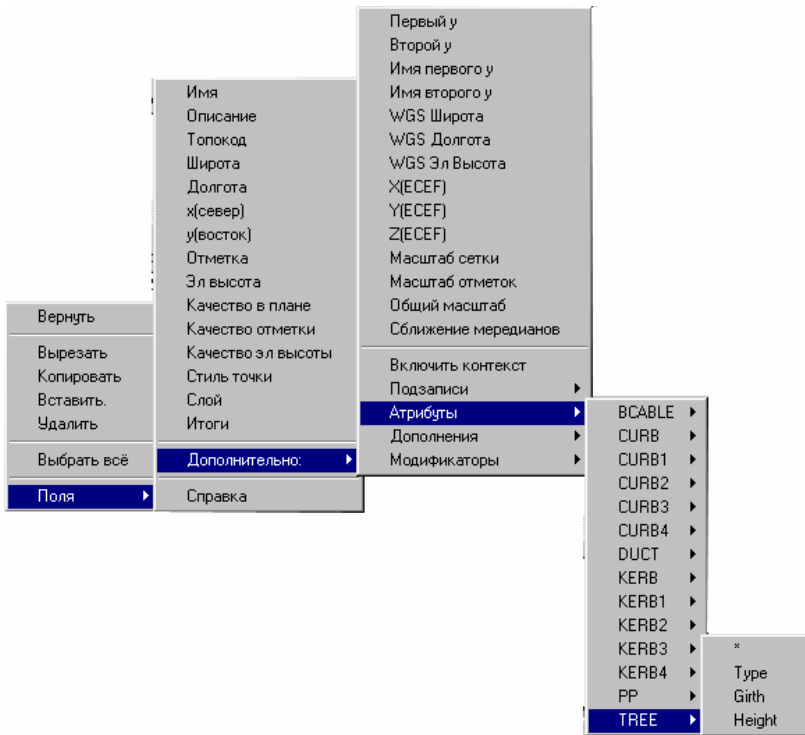 Вернуть
Вырезать
Копировать
Вставить.
Удалить
Выбрать всё
Поля
Имя
Описание
Топокод
Широта
Долгота
x(север)
y(восток)
Отметка
Эл высота
Качество в плане
Качество отметки
Качество эл высоты
Стиль точки
Слой
Итоги
Дополнительно:
Справка
Первый y
Второй y
Имя первого y
Имя второго y
WGS Широта
WGS Долгота
WGS Эл Высота
X(ECEF)
Y(ECEF)
Z(ECEF)
Масштаб сетки
Масштаб отметок
Общий масштаб
Сближение мередианов
Включить контекст
Подзаписи
Атрибуты
Дополнения
Модификаторы
BCABLE
CURB
CURB1
CURB2
CURB3
CURB4
DUCT
KERB
KERB1
KERB2
KERB3
KERB4
PP
TREE
*
Type
Girth
Height